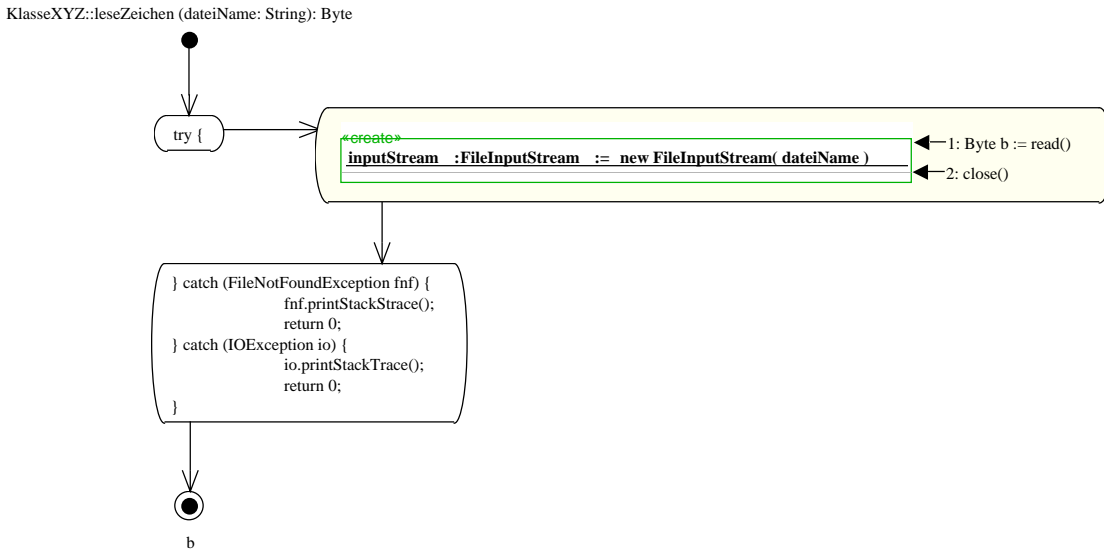 KlasseXYZ::leseZeichen (dateiName: String): Byte
try {
«create»
inputStream :FileInputStream := new FileInputStream( dateiName )
1: Byte b := read()
2: close()
} catch (FileNotFoundException fnf) {
fnf.printStackStrace();
return 0;
} catch (IOException io) {
io.printStackTrace();
return 0;
}
b